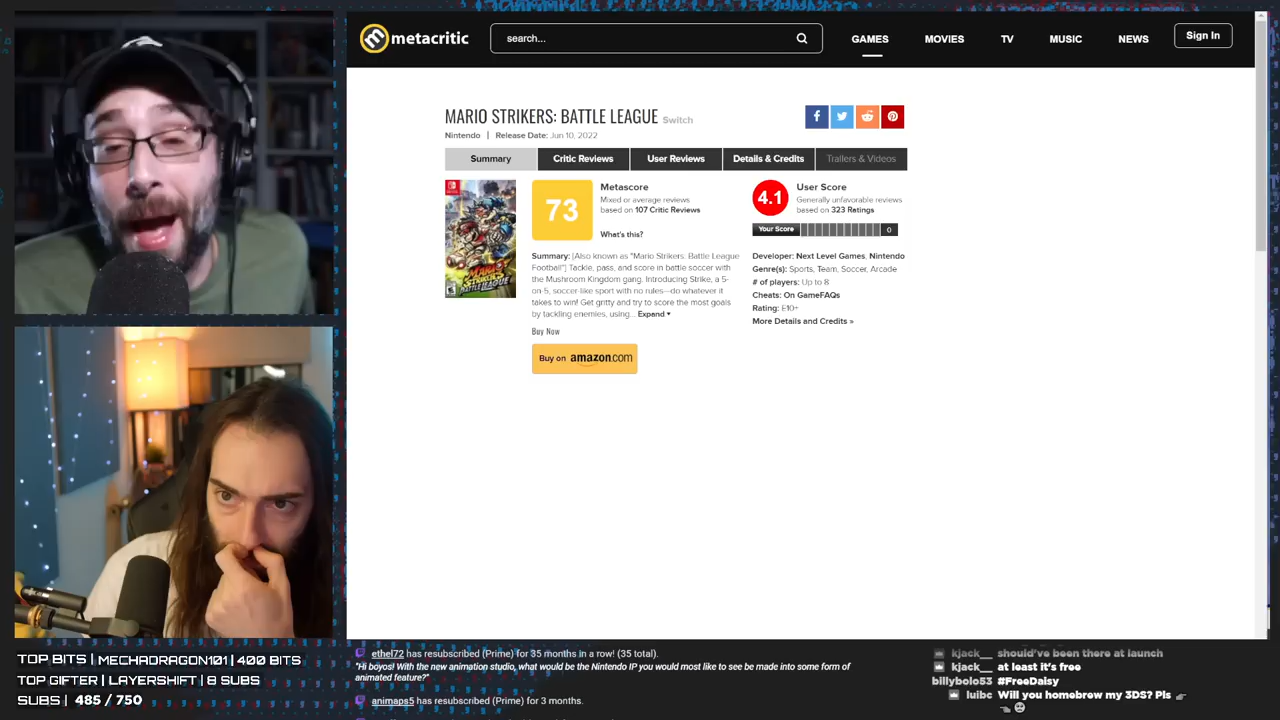 metacritic
search...
GAMES
MOVIES
TV
MUSIC
NEWS
Sign In
MARIO STRIKERS: BATTLE LEAGUE Switch
Nintendo | Release Date: Jun 10, 2022
Summary
Critic Reviews
User Reviews
Details & Credits
Trailers & Videos
73
Metascore
Mixed or average reviews
based on 107 Critic Reviews
What's this?
4.1
User Score
Generally unfavorable reviews
based on 323 Ratings
Your Score
0
Summary: [Also known as "Mario Strikers: Battle League
Football"] Tackle, pass, and score in battle soccer with
the Mushroom Kingdom gang. Introducing Strike, a 5-
on-5, soccer-like sport with no rules—do whatever it
takes to win! Get gritty and try to score the most goals
by tackling enemies, using... Expand
Developer: Next Level Games, Nintendo
Genre(s): Sports, Team, Soccer, Arcade
# of players: Up to 8
Cheats: On GameFAQs
Rating: E10+
More Details and Credits »
Buy Now
Buy on amazon.com
MARIO
STRIKERS
BATTLE LEAGUE
TOP BITS | MECHADRAGON101 | 400 BITS
TOP GIFTER | LAYERSHIFT | 8 SUBS
SUBS | 485 / 750
ethel72 has resubscribed (Prime) for 35 months in a row! (35 total).
"Hi boyos! With the new animation studio, what would be the Nintendo IP you would most like to see be made into some form of
animated feature?"
animaps5 has resubscribed (Prime) for 3 months.
kjack__ should've been there at launch
kjack__ at least it's free
billybolo53 #FreeDaisy
luibc Will you homebrew my 3DS? Pls